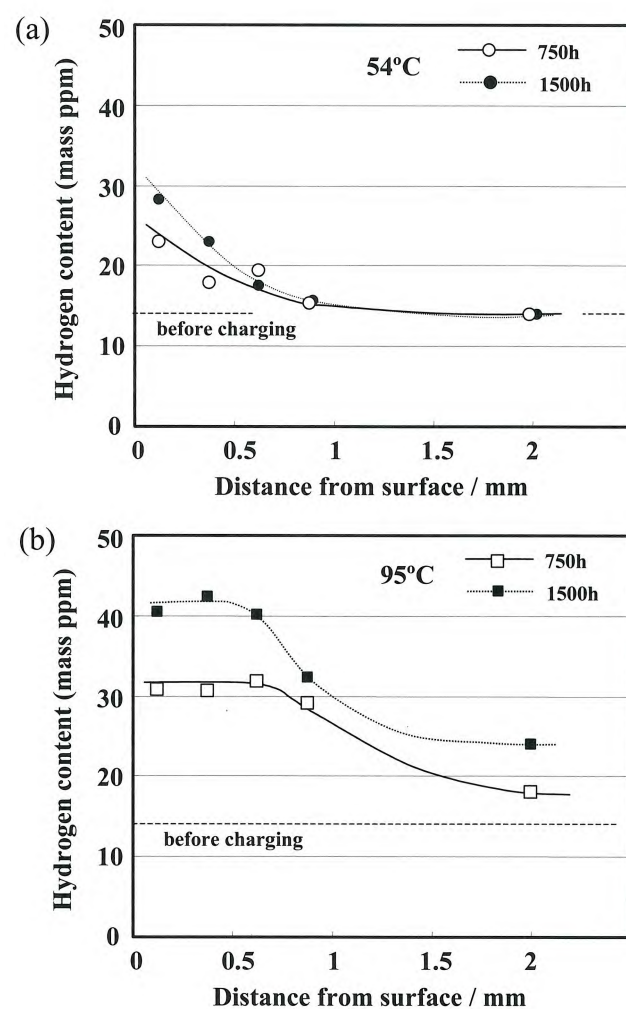 (a)
50
40
30
20
10
0
Hydrogen content (mass ppm)
54ºC
750h
1500h
before charging
0
0.5
1
1.5
2
Distance from surface / mm
(b)
50
40
30
20
10
0
Hydrogen content (mass ppm)
95ºC
750h
1500h
before charging
0
0.5
1
1.5
2
Distance from surface / mm